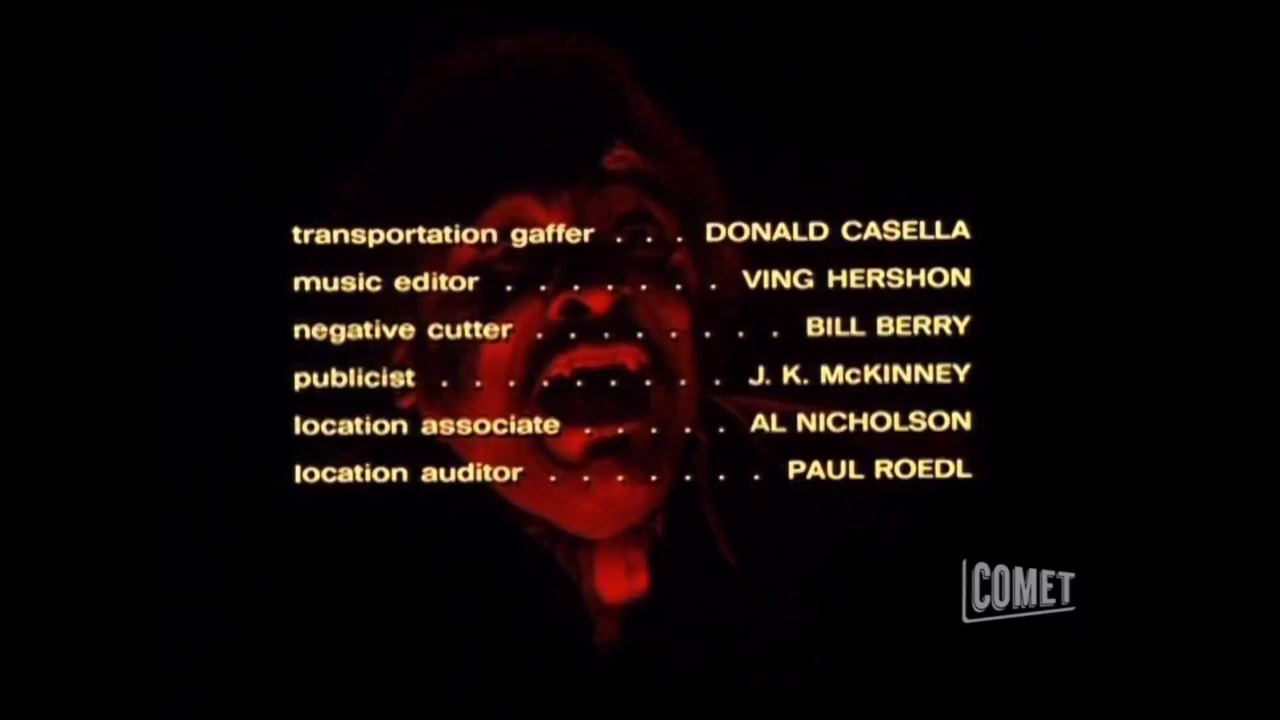 transportation gaffer . . . DONALD CASELLA
music editor . . . . . . . VING HERSHON
negative cutter . . . . . . . . BILL BERRY
publicist . . . . . . . . . J. K. McKINNEY
location associate . . . . . AL NICHOLSON
location auditor . . . . . . . PAUL ROEDL
COMET